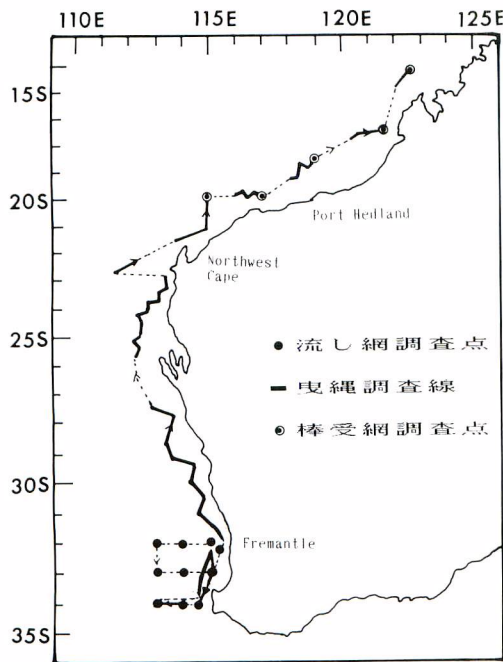 110E 115E 120E 125E
15S
20S
Port Hedland
Northwest
Cape
25S
● 流し網調査点
━ 曳縄調査線
◉ 棒受網調査点
30S
Fremantle
35S